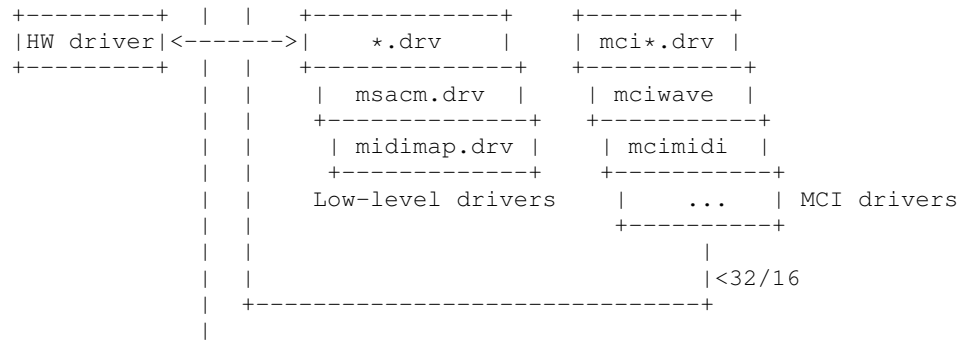 HW driver *.drv mci*.drv
msacm.drv mciwave
midimap.drv mcimidi
Low-level drivers ... MCI drivers
<32/16